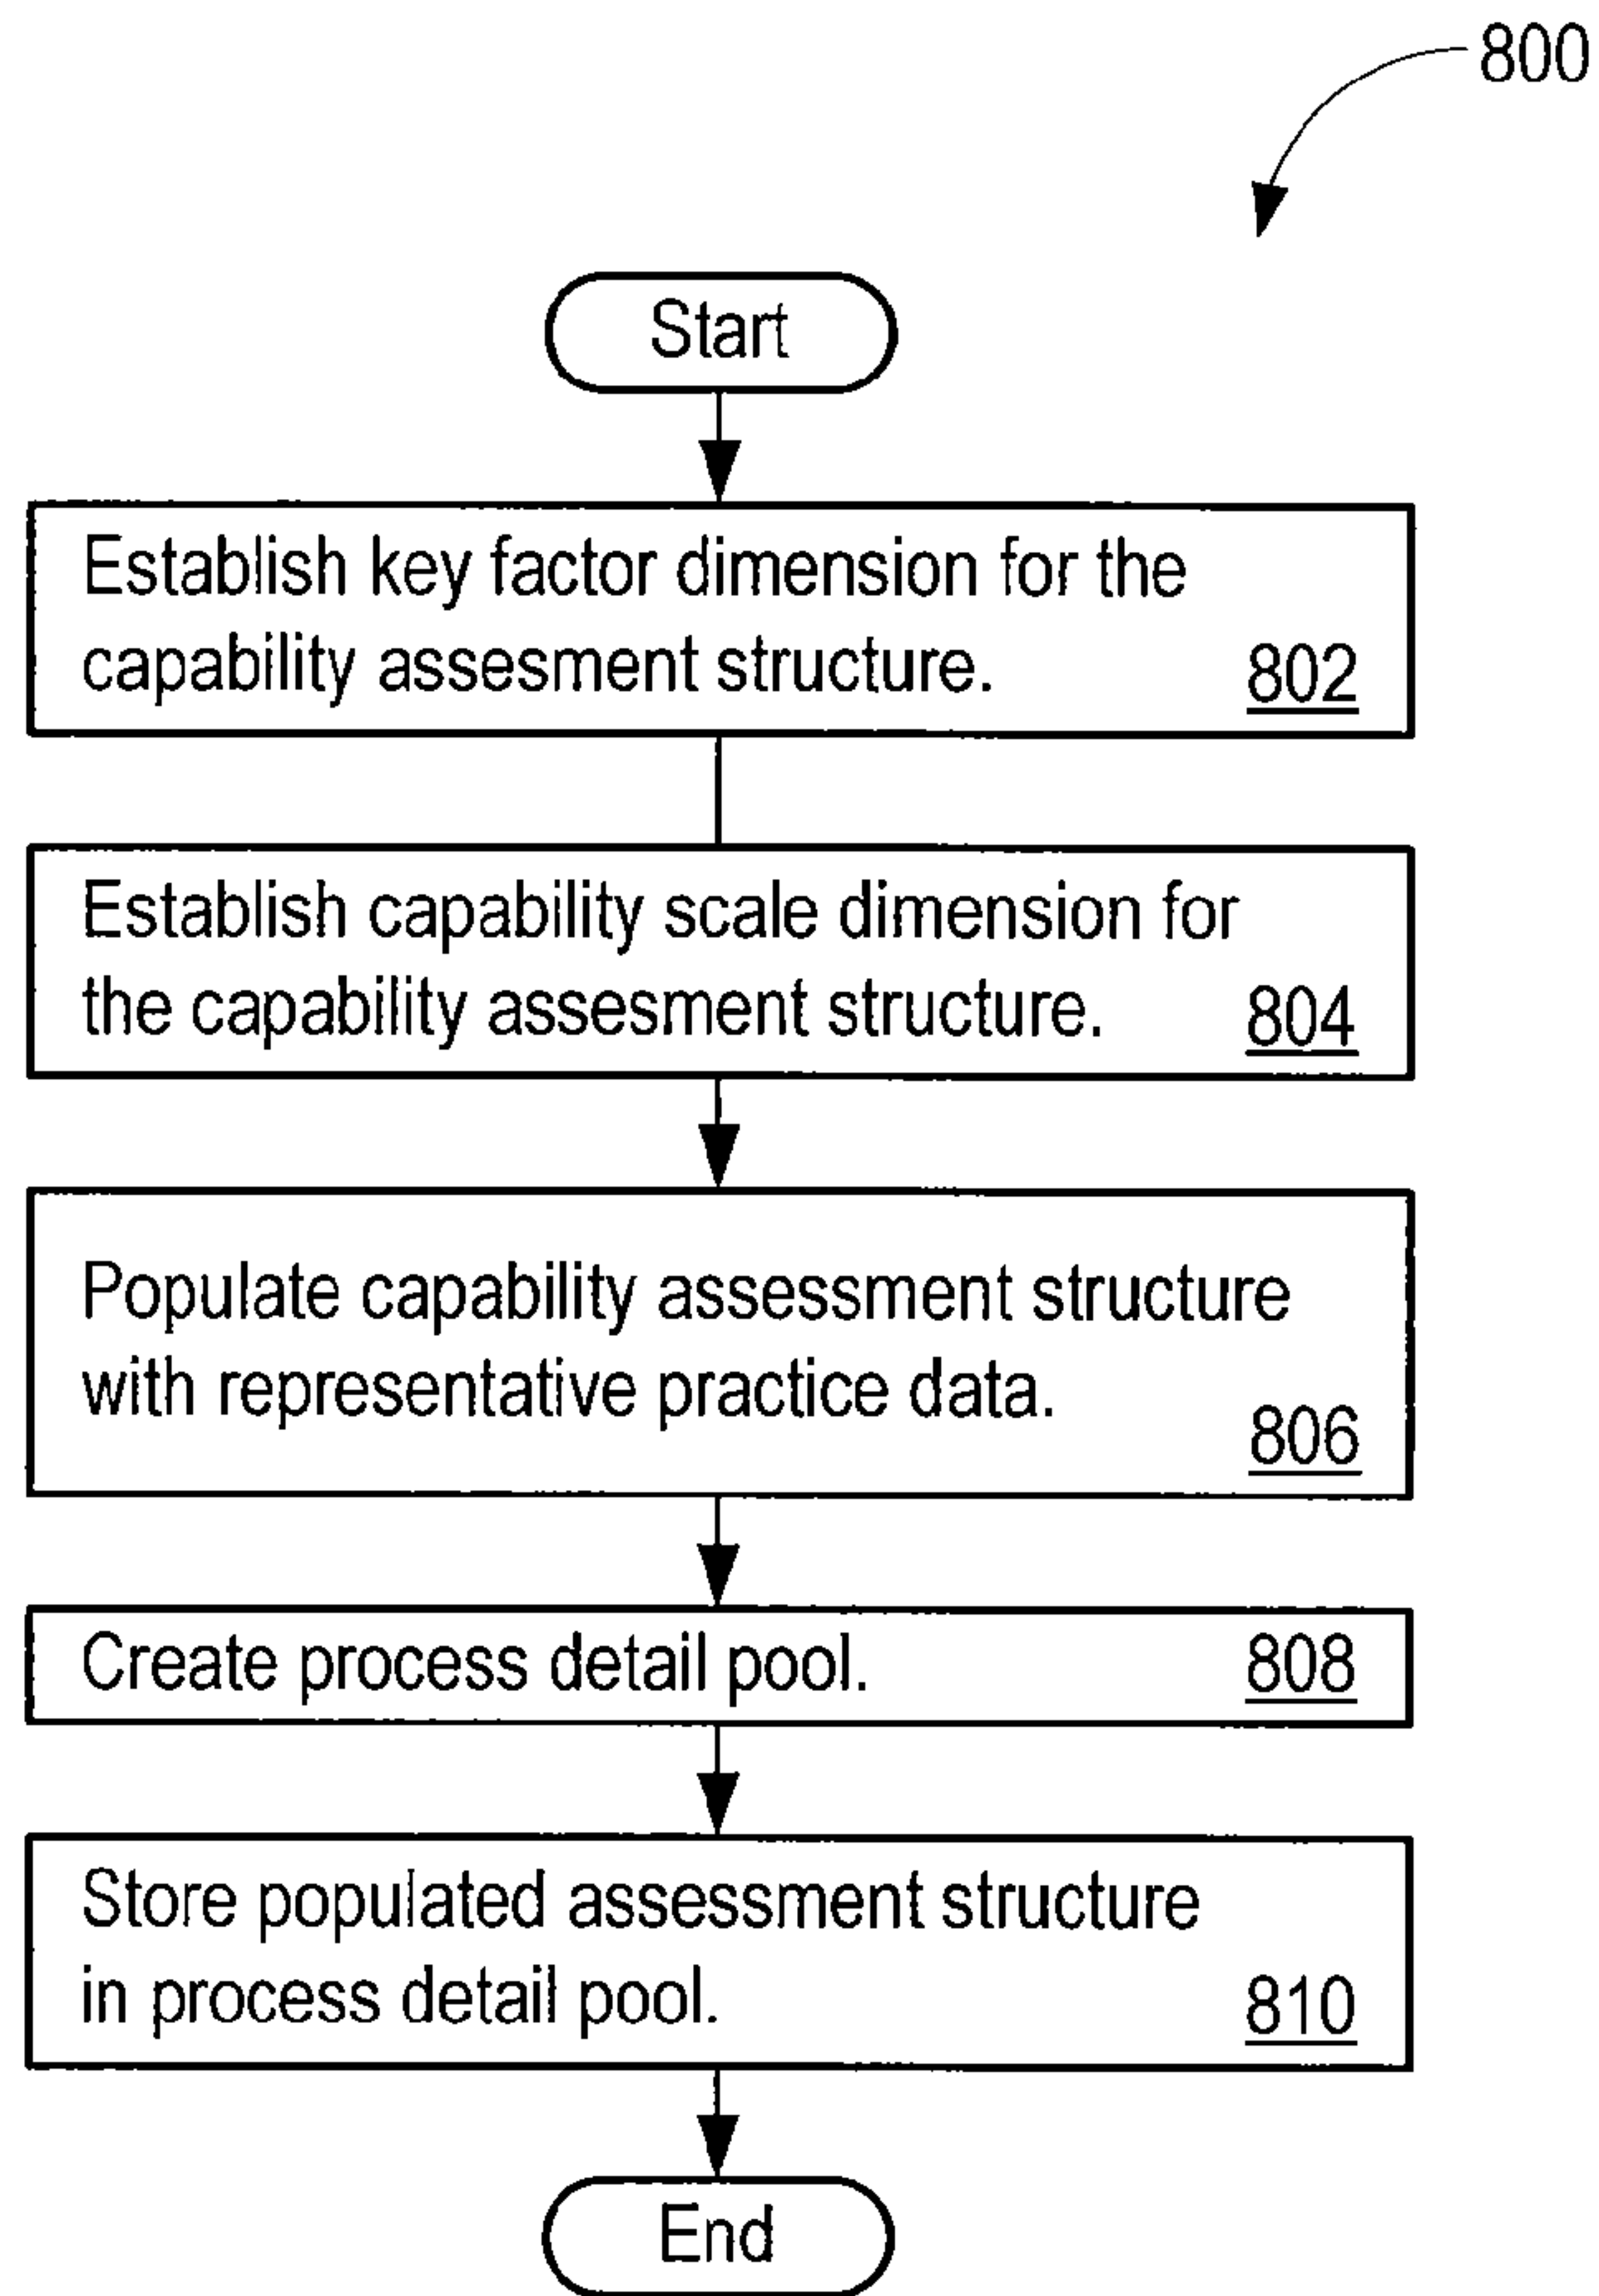 800
Start
Establish key factor dimension for the
capability assesment structure.
802
Establish capability scale dimension for
the capability assesment structure.
804
Populate capability assessment structure
with representative practice data.
806
Create process detail pool.
808
Store populated assessment structure
in process detail pool.
810
End